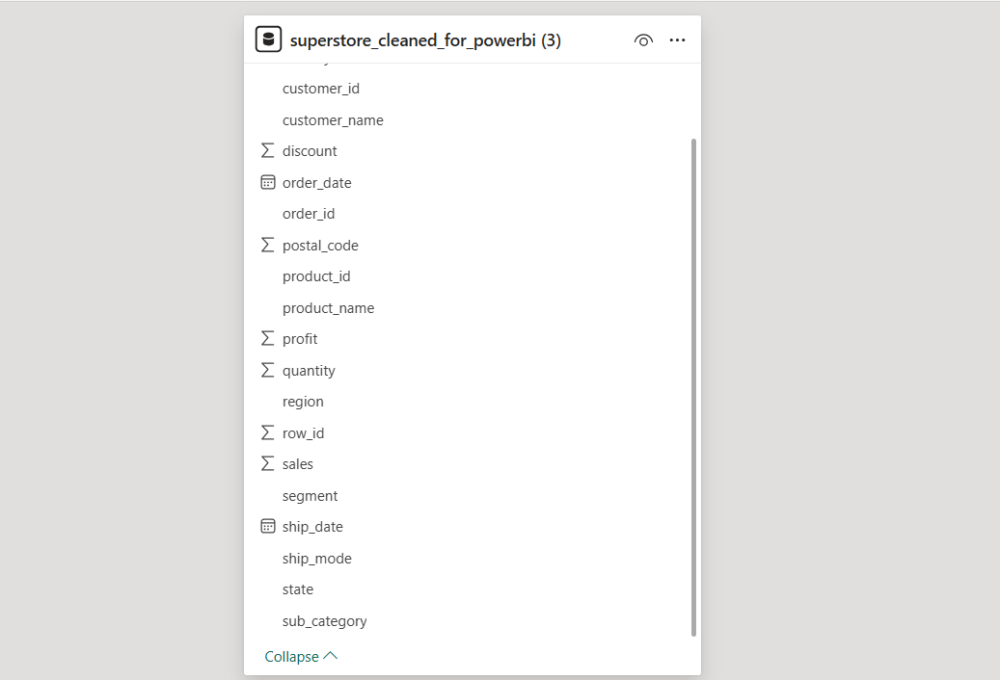 superstore_cleaned_for_powerbi (3)
customer_id
customer_name
discount
order_date
order_id
postal_code
product_id
product_name
profit
quantity
region
row_id
sales
segment
ship_date
ship_mode
state
sub_category
Collapse